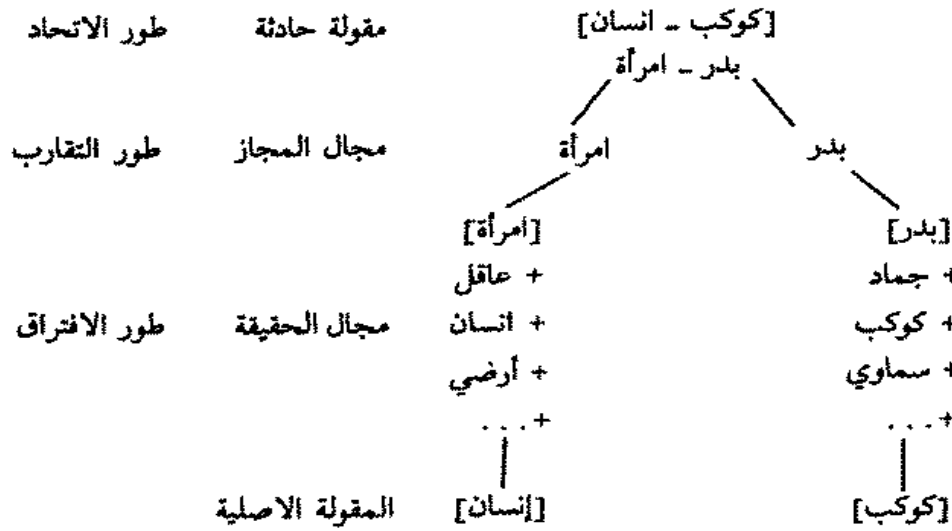 [كوكب ـ انسان] مقولة حادثة طور الاتحاد
بدر ـ امرأة
بدر امرأة مجال المجاز طور التقارب
[بدر] [امرأة]
+ جماد + عاقل
+ كوكب + انسان مجال الحقيقة طور الافتراق
+ سماوي + أرضي
+ . . . + . . .
[كوكب] [إنسان] المقولة الاصلية